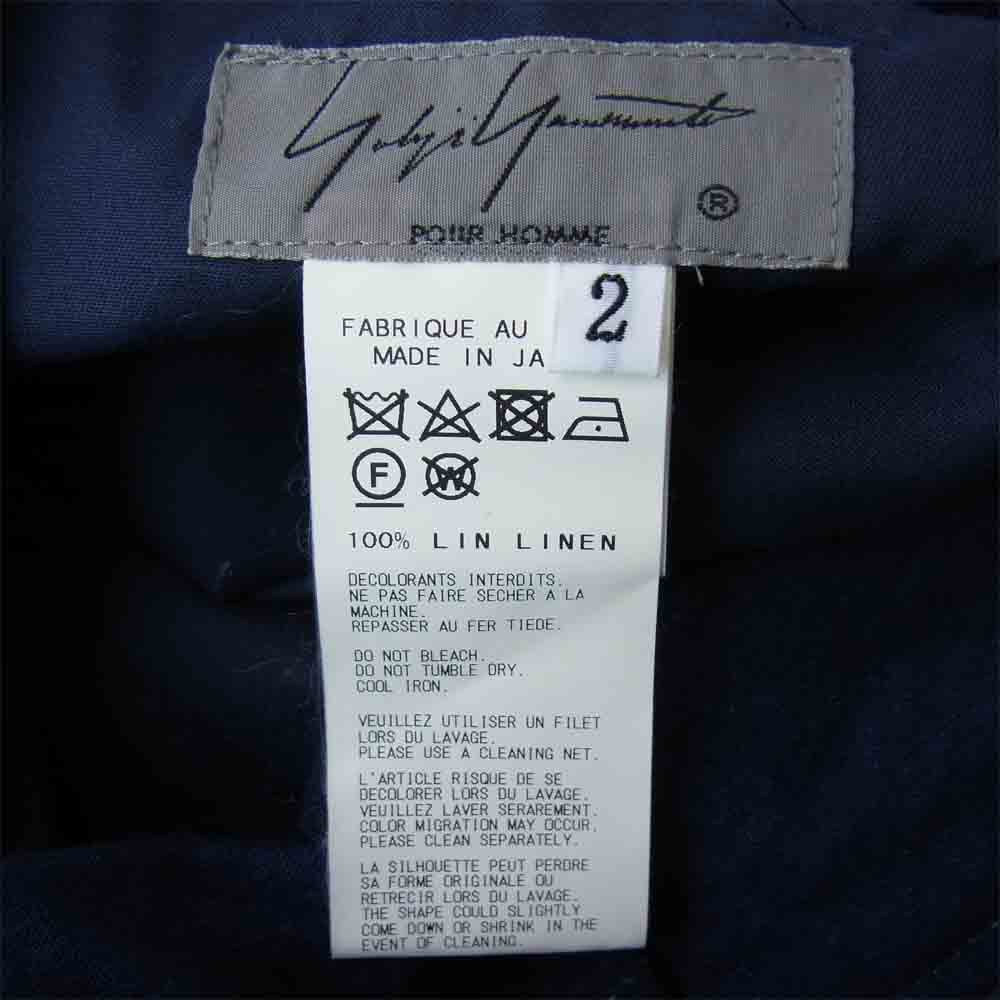 Yohji Yamamoto
®
POUR HOMME
2
FABRIQUE AU
MADE IN JA
F
W
100% LIN LINEN
DECOLORANTS INTERDITS.
NE PAS FAIRE SECHER A LA
MACHINE.
REPASSER AU FER TIEDE.
DO NOT BLEACH.
DO NOT TUMBLE DRY.
COOL IRON.
VEUILLEZ UTILISER UN FILET
LORS DU LAVAGE.
PLEASE USE A CLEANING NET.
L'ARTICLE RISQUE DE SE
DECOLORER LORS DU LAVAGE.
VEUILLEZ LAVER SERAREMENT.
COLOR MIGRATION MAY OCCUR.
PLEASE CLEAN SEPARATELY.
LA SILHOUETTE PEUT PERDRE
SA FORME ORIGINALE OU
RETRECIR LORS DU LAVAGE.
THE SHAPE COULD SLIGHTLY
COME DOWN OR SHRINK IN THE
EVENT OF CLEANING.